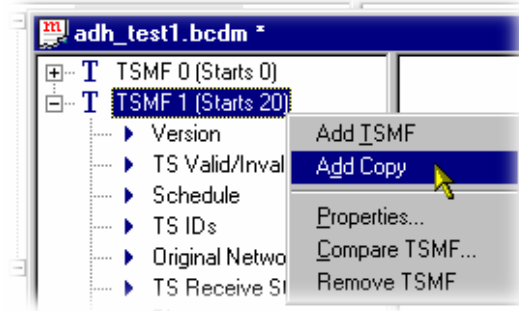 adh_test1.bcdm *
T TSMF 0 (Starts 0)
T TSMF 1 (Starts 20)
Version
TS Valid/Inval
Schedule
TS IDs
Original Netwo
TS Receive
Add TSMF
Add Copy
Properties...
Compare TSMF...
Remove TSMF